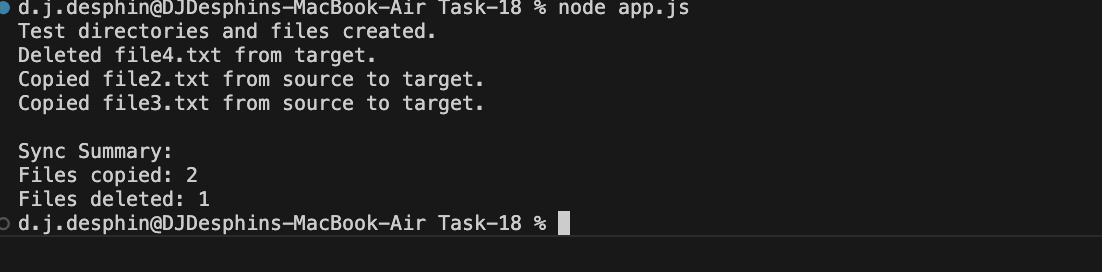 d.j.desphin@DJDesphins-MacBook-Air Task-18 % node app.js
Test directories and files created.
Deleted file4.txt from target.
Copied file2.txt from source to target.
Copied file3.txt from source to target.

Sync Summary:
Files copied: 2
Files deleted: 1
d.j.desphin@DJDesphins-MacBook-Air Task-18 %